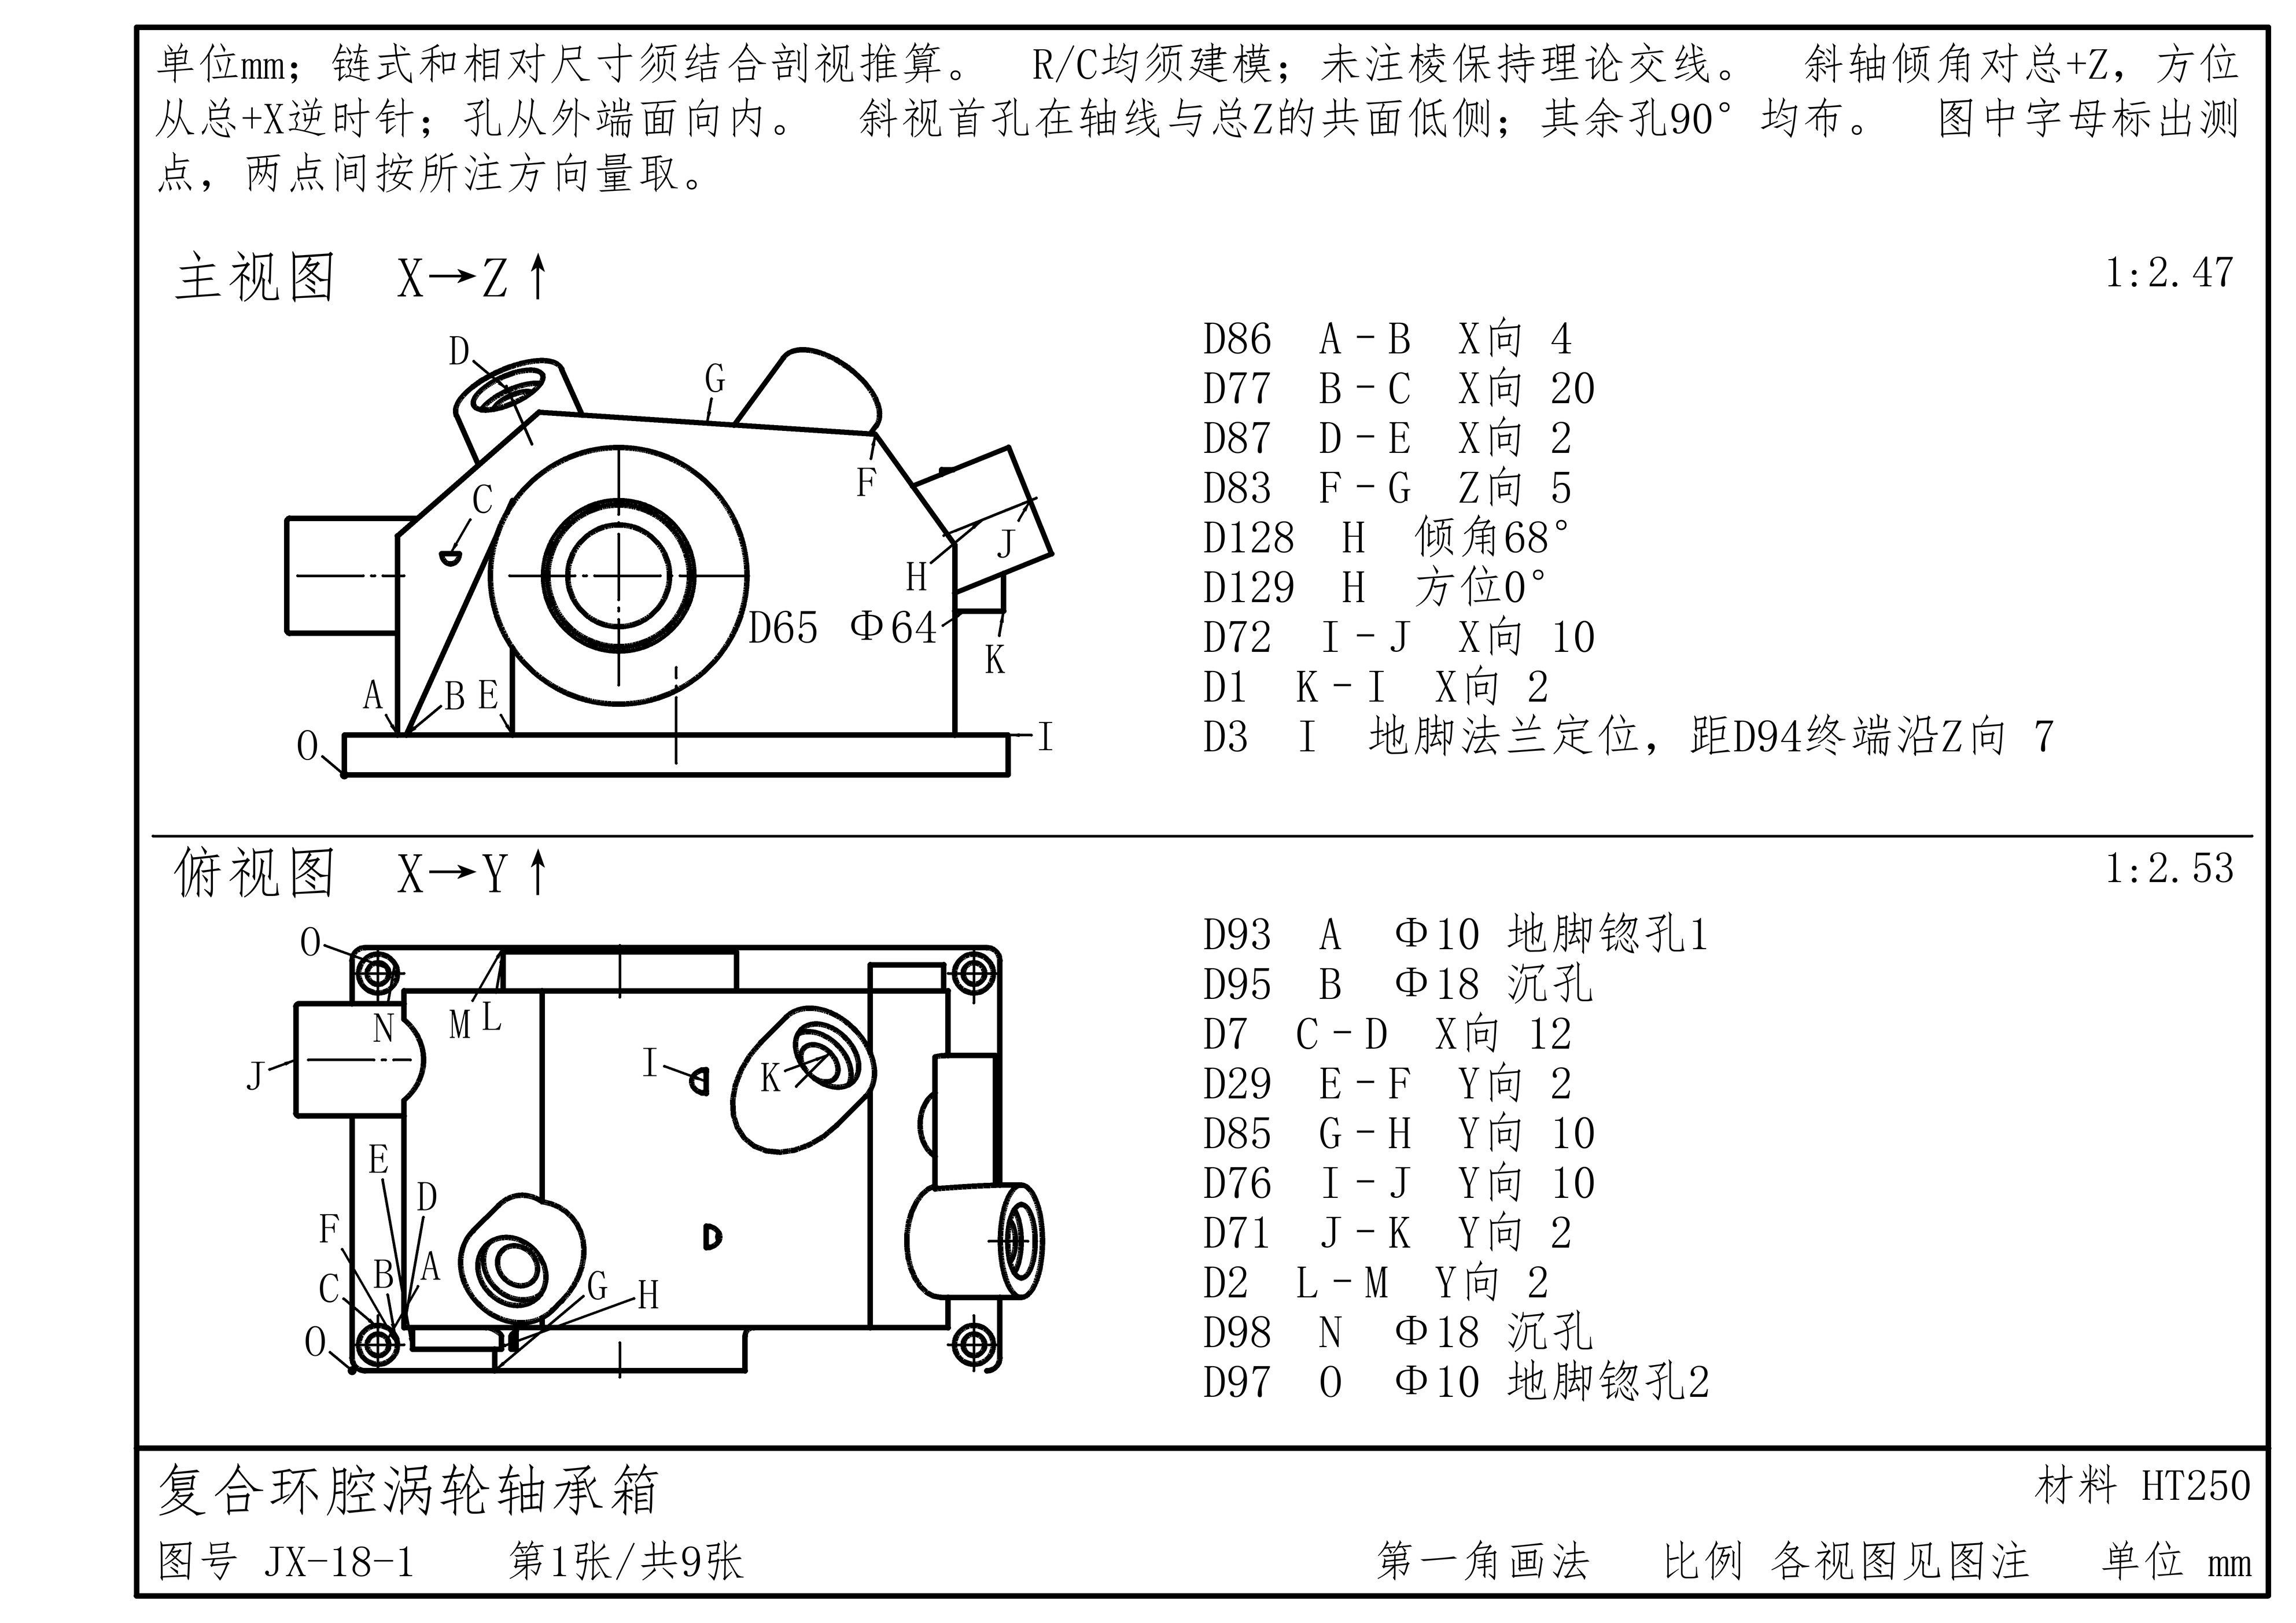 单位mm；链式和相对尺寸须结合剖视推算。 R/C均须建模；未注棱保持理论交线。 斜轴倾角对总+Z，方位
从总+X逆时针；孔从外端面向内。 斜视首孔在轴线与总Z的共面低侧；其余孔90°均布。 图中字母标出测
点，两点间按所注方向量取。
主视图 X→Z↑
1:2.47
D
G
C
F
J
H
D65 Φ64
K
A
B
E
O
I
D86 A-B X向 4
D77 B-C X向 20
D87 D-E X向 2
D83 F-G Z向 5
D128 H 倾角68°
D129 H 方位0°
D72 I-J X向 10
D1 K-I X向 2
D3 I 地脚法兰定位，距D94终端沿Z向 7
俯视图 X→Y↑
1:2.53
O
N
M
L
J
I
K
E
D
F
C
B
A
G
H
O
D93 A Φ10 地脚锪孔1
D95 B Φ18 沉孔
D7 C-D X向 12
D29 E-F Y向 2
D85 G-H Y向 10
D76 I-J Y向 10
D71 J-K Y向 2
D2 L-M Y向 2
D98 N Φ18 沉孔
D97 O Φ10 地脚锪孔2
复合环腔涡轮轴承箱
材料 HT250
图号 JX-18-1 第1张/共9张
第一角画法 比例 各视图见图注 单位 mm